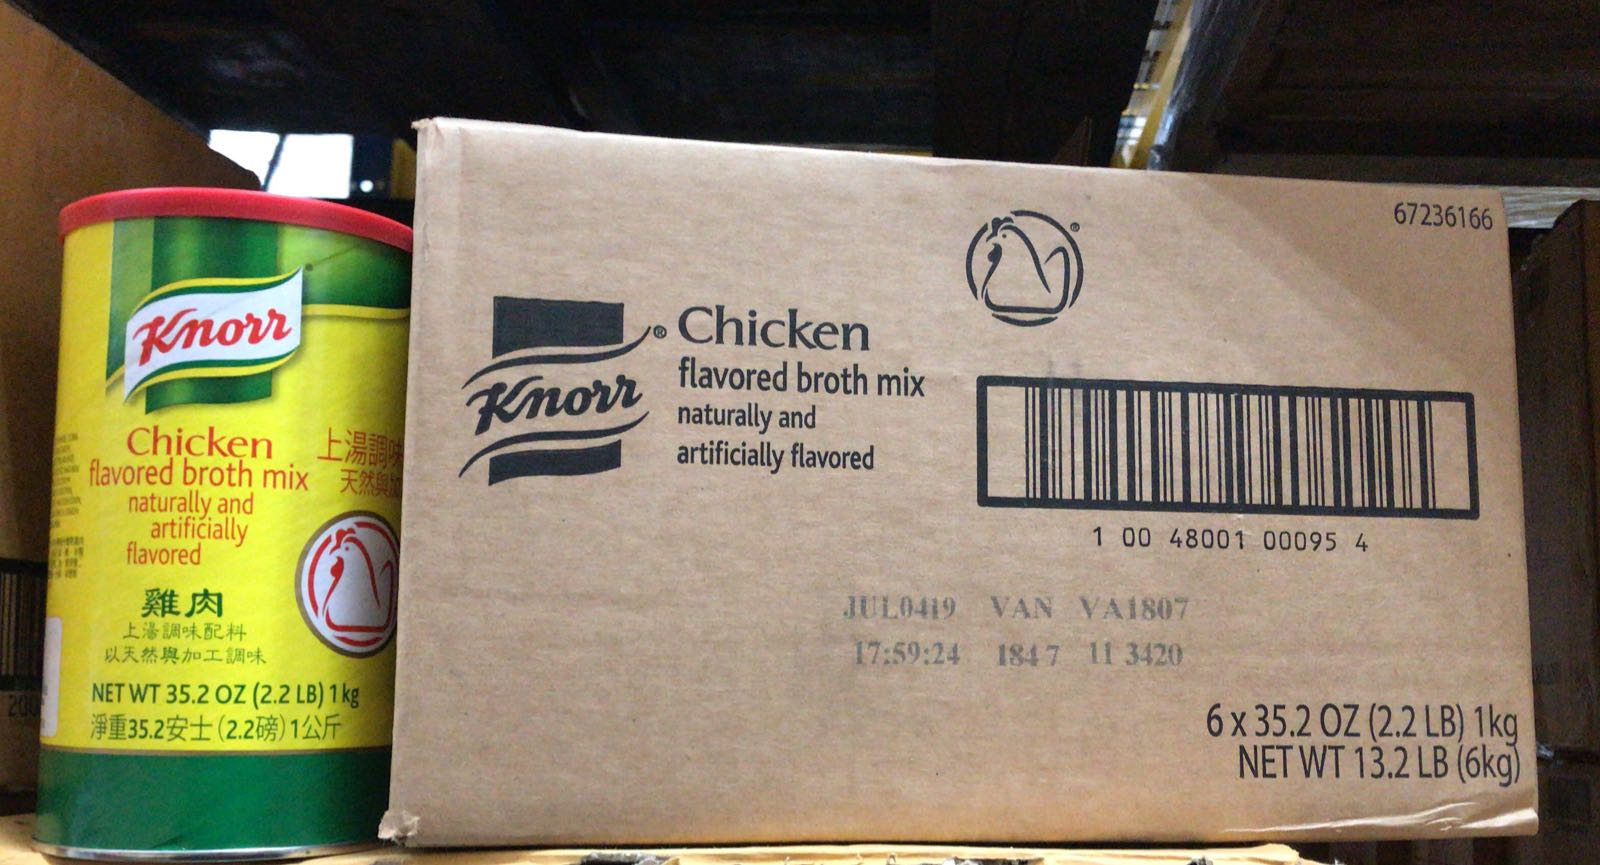 Knorr
Chicken
flavored broth mix
naturally and
artificially
flavored
上湯調味
天然與加
雞肉
上湯調味配料
以天然與加工調味
NET WT 35.2 OZ (2.2 LB) 1kg
淨重35.2安士(2.2磅)1公斤
67236166
Knorr® Chicken
flavored broth mix
naturally and
artificially flavored
1 00 48001 00095 4
JUL0419 VAN VA1807
17:59:24 1847 11 3420
6 x 35.2 OZ (2.2 LB) 1kg
NET WT 13.2 LB (6kg)